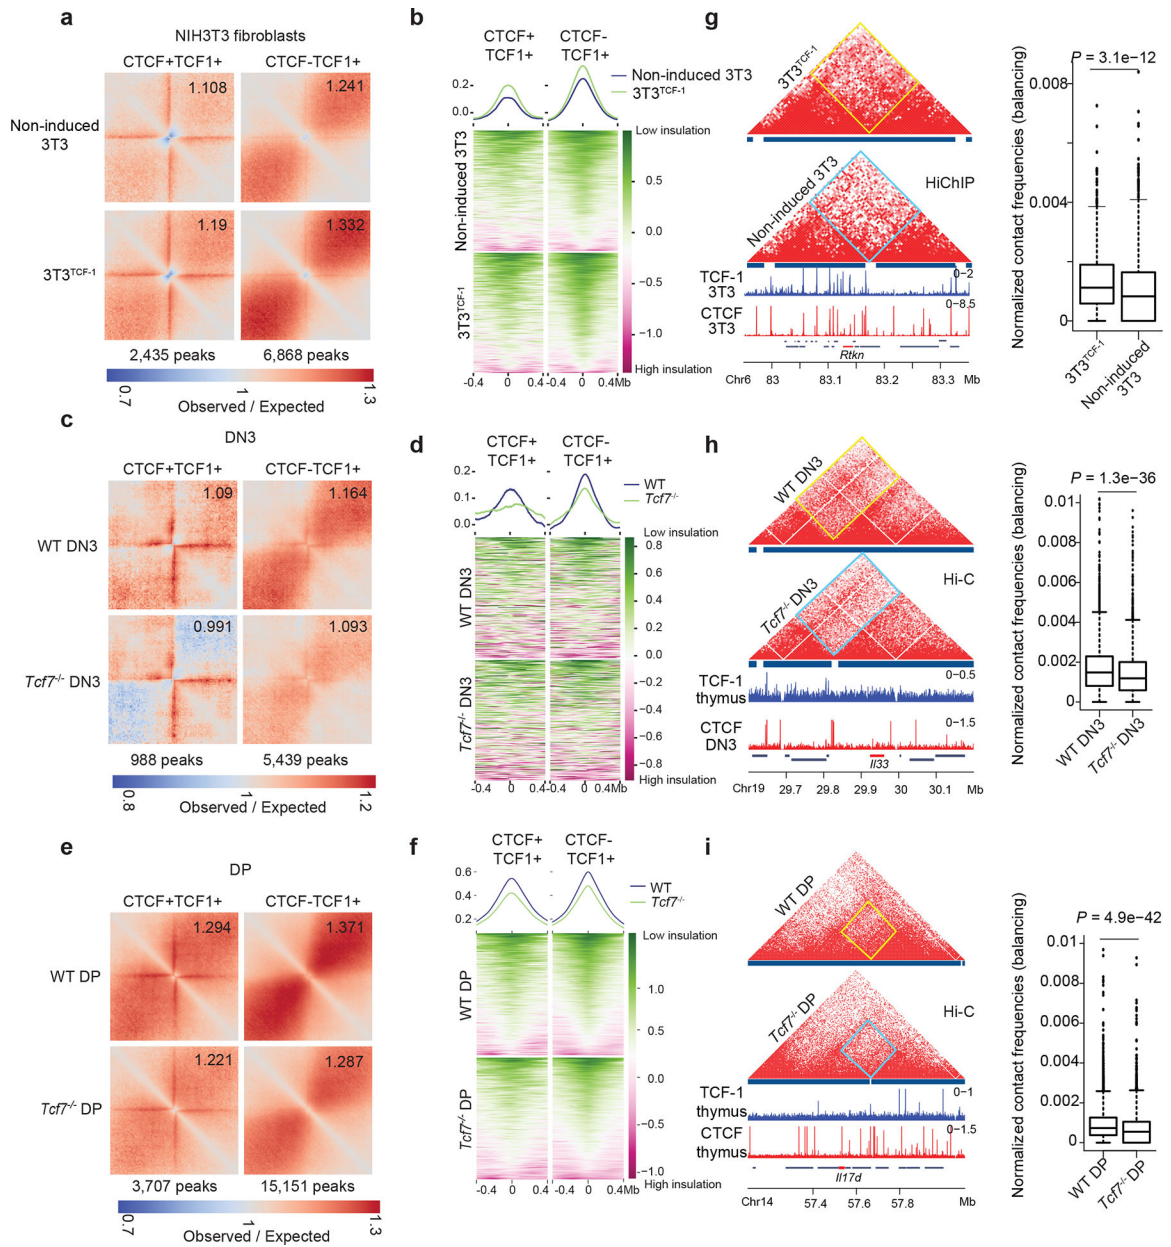 a
NIH3T3 fibroblasts
CTCF+TCF1+ CTCF-TCF1+
Non-induced
3T3
1.108
1.241
3T3TCF-1
1.19
1.332
2,435 peaks 6,868 peaks
0.7 1 1.3
Observed / Expected
b
CTCF+
TCF1+
CTCF-
TCF1+
Non-induced 3T3
3T3TCF-1
0.2
0.0
Low insulation
Non-induced 3T3
3T3TCF-1
0.5
0.0
−0.5
−1.0
High insulation
-0.4 0 0.4 -0.4 0 0.4Mb
c
DN3
CTCF+TCF1+ CTCF-TCF1+
WT DN3
1.09
1.164
Tcf7-/- DN3
0.991
1.093
988 peaks 5,439 peaks
0.8 1 1.2
Observed / Expected
d
CTCF+
TCF1+
CTCF-
TCF1+
WT
Tcf7-/-
0.2
0.1
0.0
Low insulation
WT DN3
Tcf7-/- DN3
0.8
0.6
0.4
0.2
0.0
−0.2
−0.4
−0.6
−0.8
High insulation
-0.4 0 0.4 -0.4 0 0.4Mb
e
DP
CTCF+TCF1+ CTCF-TCF1+
WT DP
1.294
1.371
Tcf7-/- DP
1.221
1.287
3,707 peaks 15,151 peaks
0.7 1 1.3
Observed / Expected
f
CTCF+
TCF1+
CTCF-
TCF1+
WT
Tcf7-/-
0.6
0.4
0.2
Low insulation
WT DP
Tcf7-/- DP
1.0
0.5
0.0
−0.5
−1.0
High insulation
-0.4 0 0.4 -0.4 0 0.4Mb
g
3T3TCF-1
Non-induced 3T3
HiChIP
TCF-1
3T3
0−2
CTCF
3T3
0−8.5
Rtkn
Chr6 83 83.1 83.2 83.3 Mb
Normalized contact frequencies (balancing)
P = 3.1e−12
0.008
0.004
0
3T3TCF-1
Non-induced
3T3
h
WT DN3
Tcf7-/- DN3
Hi-C
TCF-1
thymus
0−0.5
CTCF
DN3
0−1.5
Il33
Chr19 29.7 29.8 29.9 30 30.1 Mb
Normalized contact frequencies (balancing)
P = 1.3e−36
0.01
0.008
0.006
0.004
0.002
0
WT DN3
Tcf7-/- DN3
i
WT DP
Tcf7-/- DP
Hi-C
TCF-1
thymus
0−1
CTCF
thymus
0−1.5
Il17d
Chr14 57.4 57.6 57.8 Mb
Normalized contact frequencies (balancing)
P = 4.9e−42
0.01
0.008
0.006
0.004
0.002
0
WT DP
Tcf7-/- DP